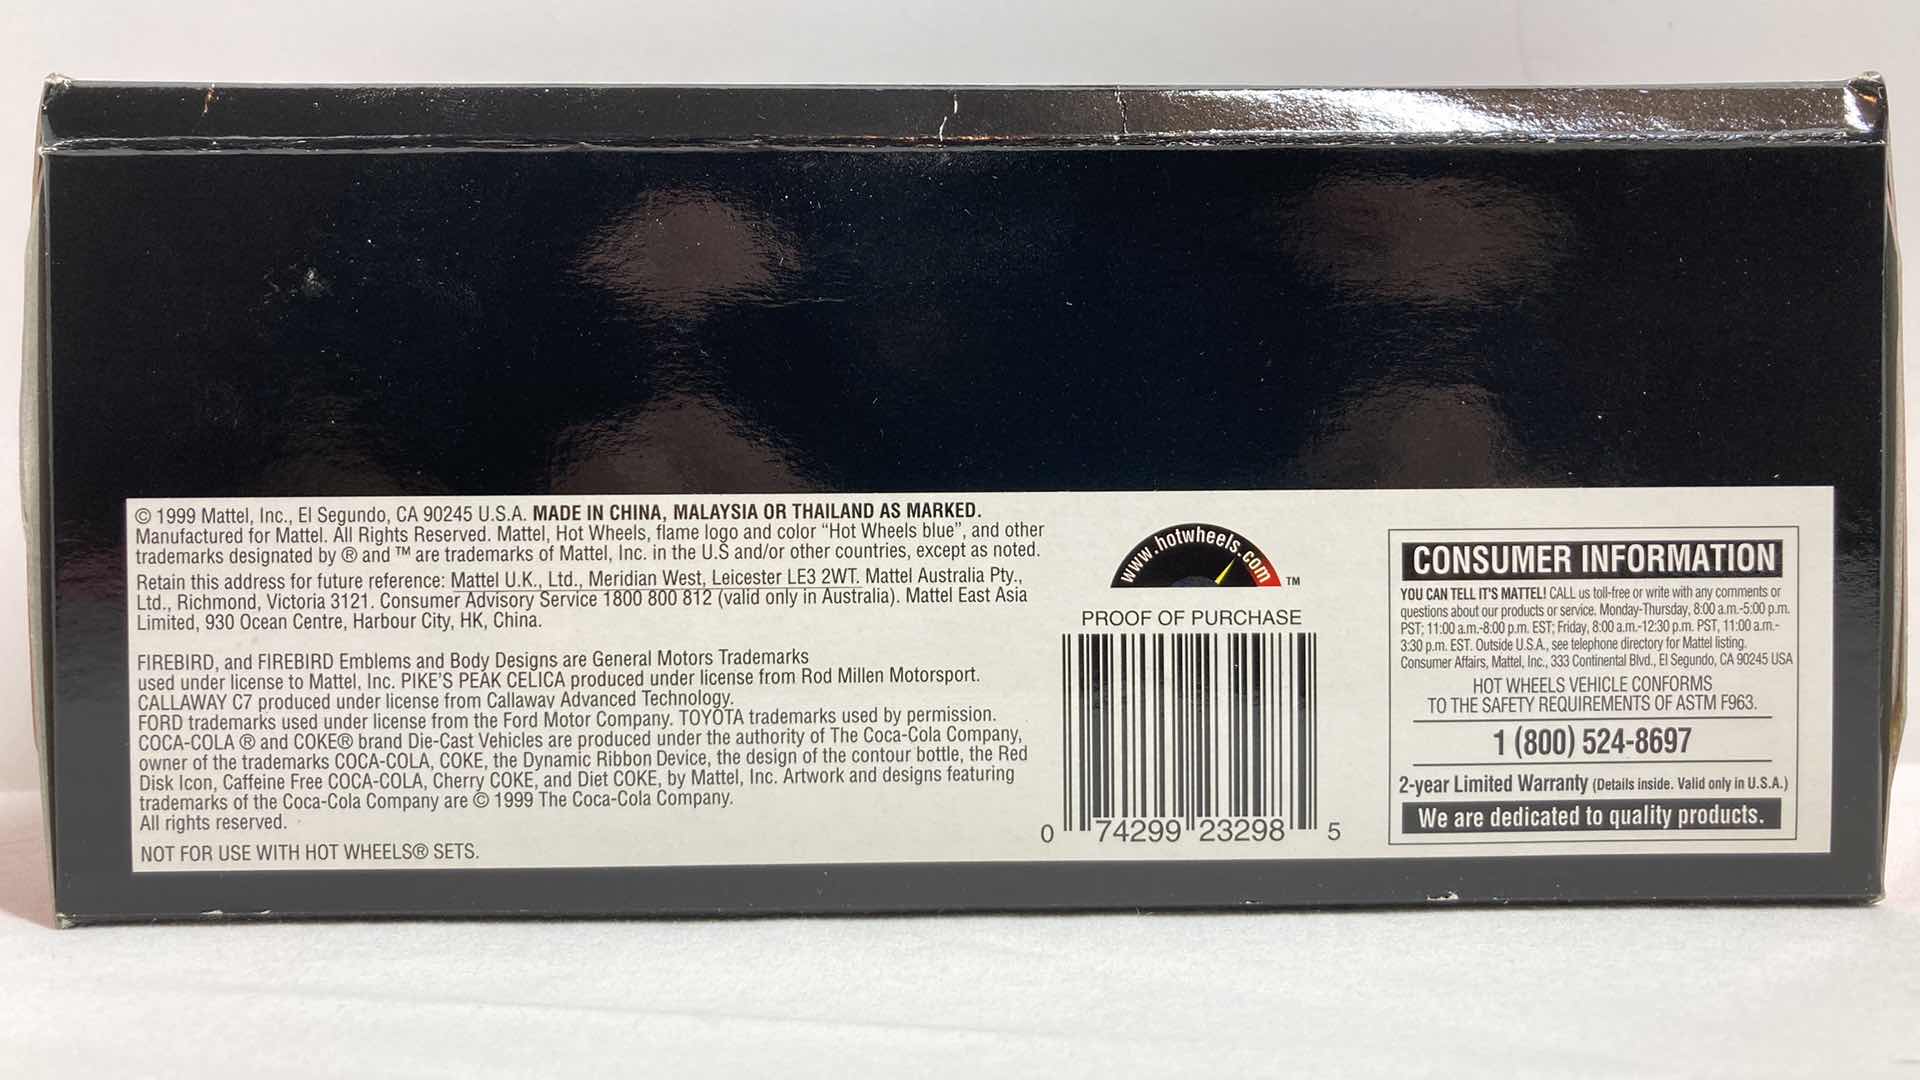 © 1999 Mattel, Inc., El Segundo, CA 90245 U.S.A. MADE IN CHINA, MALAYSIA OR THAILAND AS MARKED.
Manufactured for Mattel. All Rights Reserved. Mattel, Hot Wheels, flame logo and color “Hot Wheels blue”, and other
trademarks designated by ® and ™ are trademarks of Mattel, Inc. in the U.S and/or other countries, except as noted.
Retain this address for future reference: Mattel U.K., Ltd., Meridian West, Leicester LE3 2WT. Mattel Australia Pty.,
Ltd., Richmond, Victoria 3121. Consumer Advisory Service 1800 800 812 (valid only in Australia). Mattel East Asia
Limited, 930 Ocean Centre, Harbour City, HK, China.
FIREBIRD, and FIREBIRD Emblems and Body Designs are General Motors Trademarks
used under license to Mattel, Inc. PIKE'S PEAK CELICA produced under license from Rod Millen Motorsport.
CALLAWAY C7 produced under license from Callaway Advanced Technology.
FORD trademarks used under license from the Ford Motor Company. TOYOTA trademarks used by permission.
COCA-COLA ® and COKE® brand Die-Cast Vehicles are produced under the authority of The Coca-Cola Company,
owner of the trademarks COCA-COLA, COKE, the Dynamic Ribbon Device, the design of the contour bottle, the Red
Disk Icon, Caffeine Free COCA-COLA, Cherry COKE, and Diet COKE, by Mattel, Inc. Artwork and designs featuring
trademarks of the Coca-Cola Company are © 1999 The Coca-Cola Company.
All rights reserved.
NOT FOR USE WITH HOT WHEELS® SETS.
www.hotwheels.com ™
PROOF OF PURCHASE
0 74299 23298 5
CONSUMER INFORMATION
YOU CAN TELL IT'S MATTEL! CALL us toll-free or write with any comments or
questions about our products or service. Monday-Thursday, 8:00 a.m.-5:00 p.m.
PST; 11:00 a.m.-8:00 p.m. EST; Friday, 8:00 a.m.-12:30 p.m. PST, 11:00 a.m.-
3:30 p.m. EST. Outside U.S.A., see telephone directory for Mattel listing.
Consumer Affairs, Mattel, Inc., 333 Continental Blvd., El Segundo, CA 90245 USA
HOT WHEELS VEHICLE CONFORMS
TO THE SAFETY REQUIREMENTS OF ASTM F963.
1 (800) 524-8697
2-year Limited Warranty (Details inside. Valid only in U.S.A.)
We are dedicated to quality products.